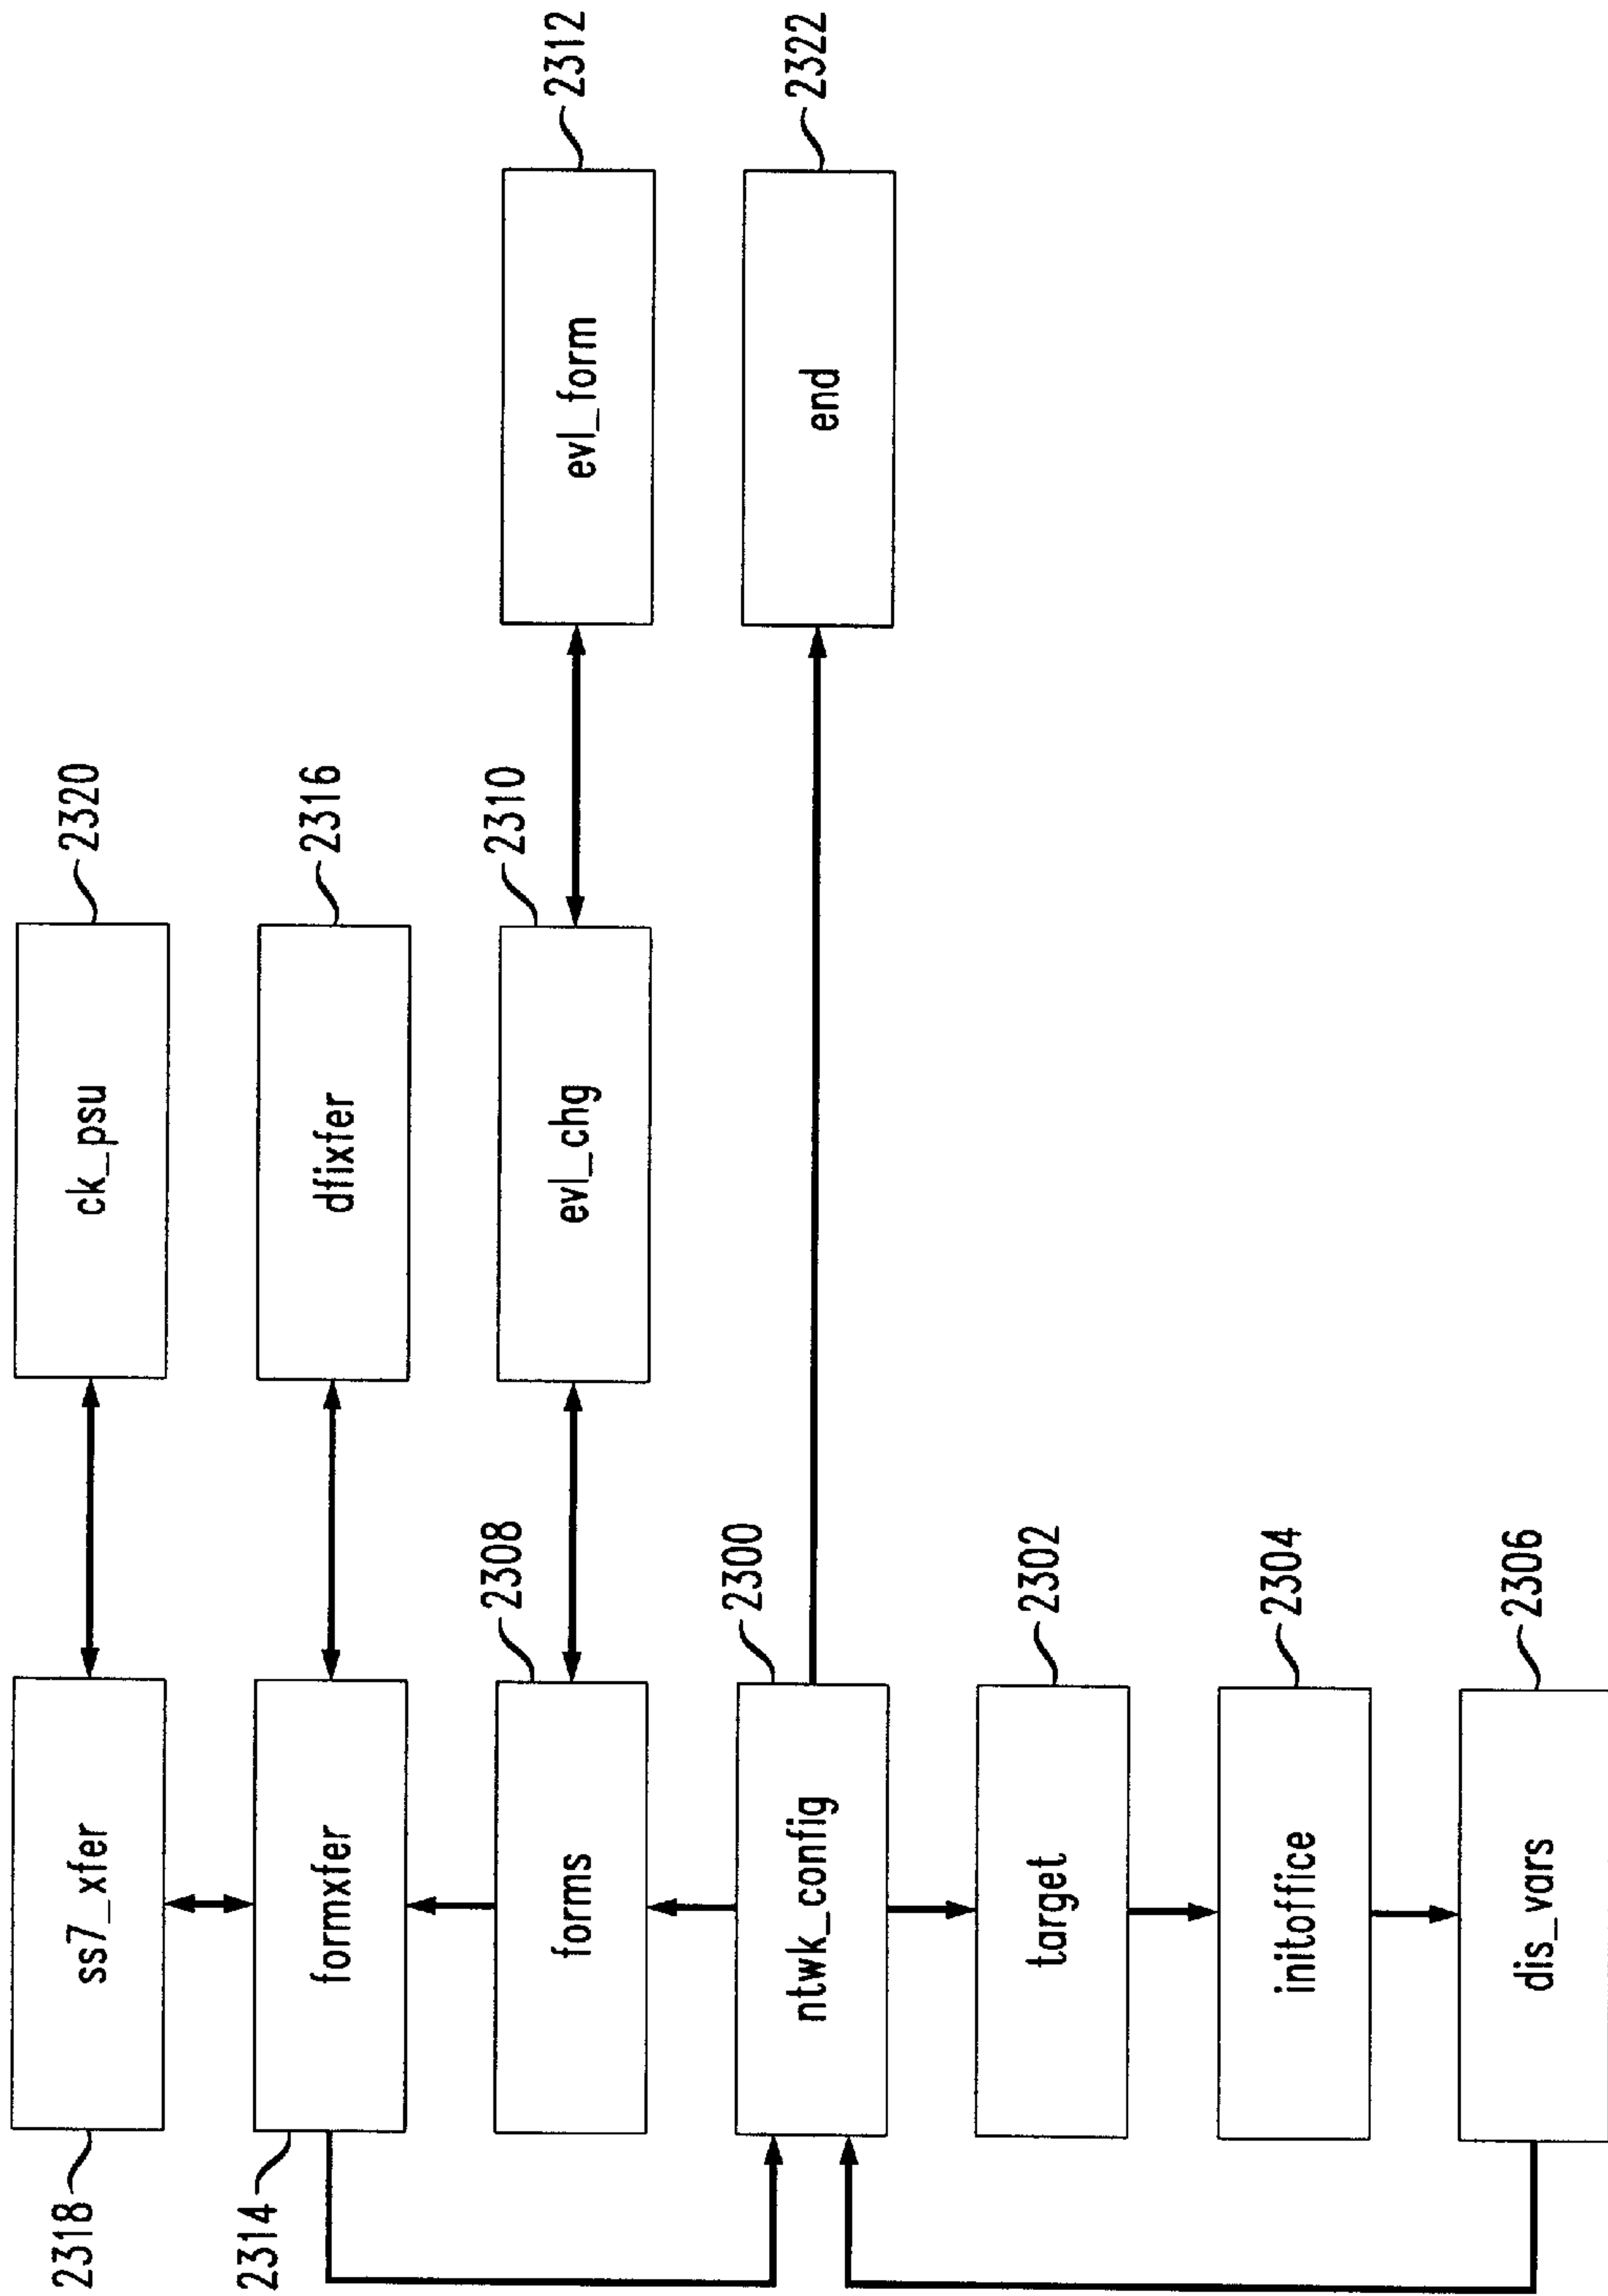 2318
ss7_xfer
ck_psu
2320
2314
formxfer
dfixfer
2316
forms
2308
evl_chg
2310
evl_form
2312
ntwk_config
2300
end
2322
target
2302
initoffice
2304
dis_vars
2306